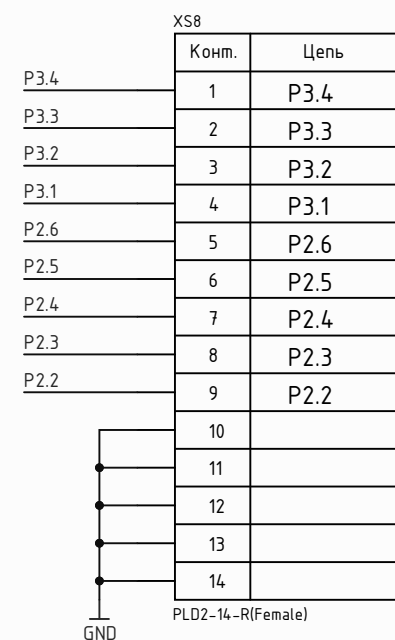 XS8
Конт. Цепь
P3.4 1 P3.4
P3.3 2 P3.3
P3.2 3 P3.2
P3.1 4 P3.1
P2.6 5 P2.6
P2.5 6 P2.5
P2.4 7 P2.4
P2.3 8 P2.3
P2.2 9 P2.2
10
11
12
13
14
PLD2-14-R(Female)
GND